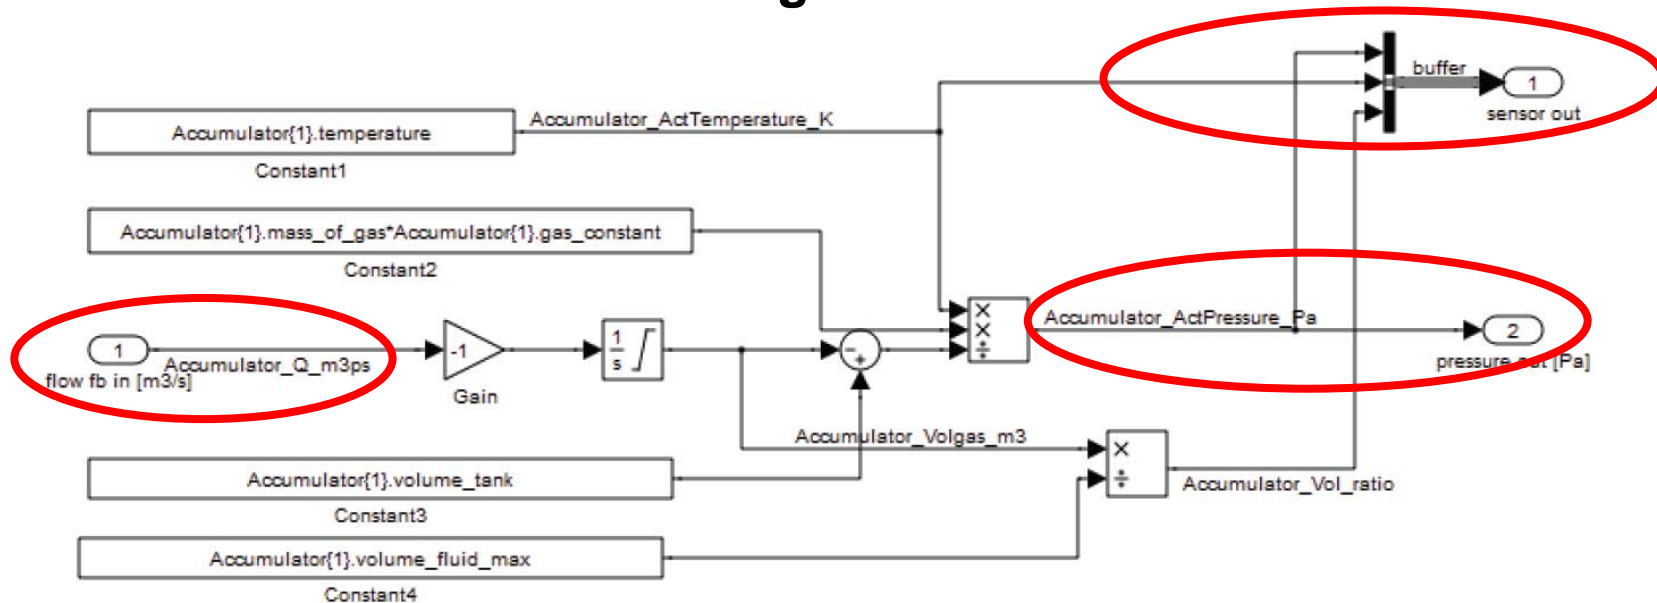 g
buffer
1
sensor out
Accumulator{1}.temperature
Accumulator_ActTemperature_K
Constant1
Accumulator{1}.mass_of_gas*Accumulator{1}.gas_constant
Constant2
×
×
÷
Accumulator_ActPressure_Pa
2
pressure out [Pa]
1
Accumulator_Q_m3ps
flow fb in [m3/s]
-1
Gain
1
s
-
+
Accumulator_Volgas_m3
×
÷
Accumulator_Vol_ratio
Accumulator{1}.volume_tank
Constant3
Accumulator{1}.volume_fluid_max
Constant4